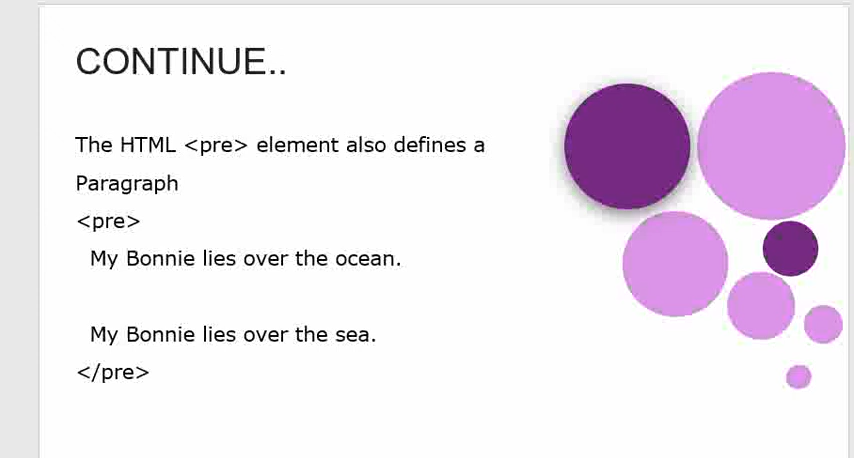 CONTINUE..
The HTML <pre> element also defines a
Paragraph
<pre>
My Bonnie lies over the ocean.
My Bonnie lies over the sea.
</pre>